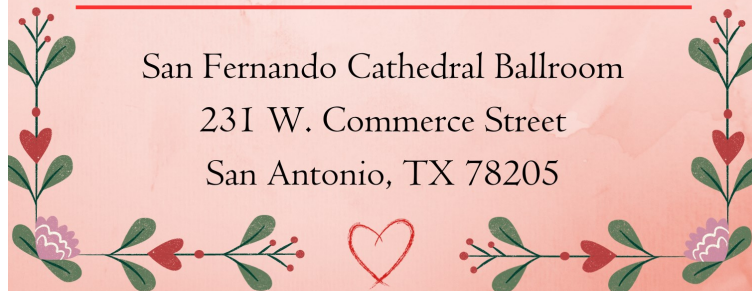 San Fernando Cathedral Ballroom
231 W. Commerce Street
San Antonio, TX 78205